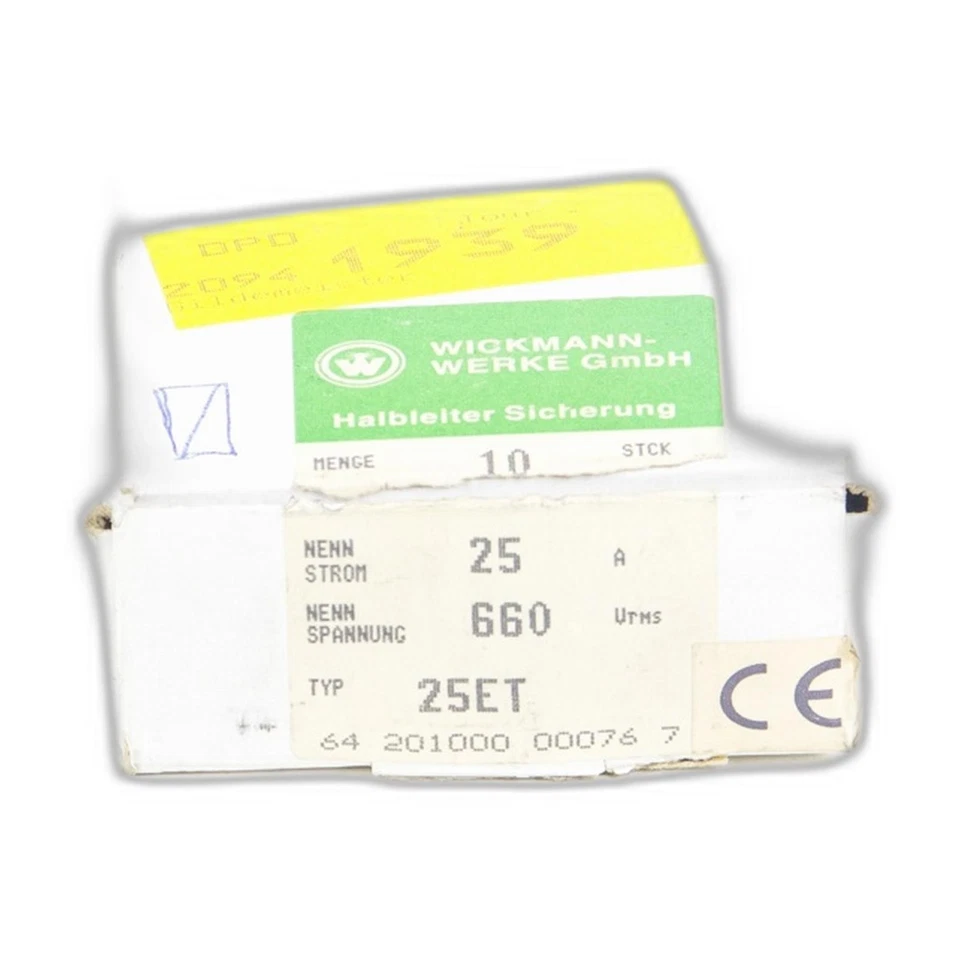 DPD
2094 1939
WICKMANN-
WERKE GmbH
Halbleiter Sicherung
MENGE 10 STCK
NENN
STROM 25 A
NENN
SPANNUNG 660 Vrms
TYP 25ET
64 201000 00076 7
CE